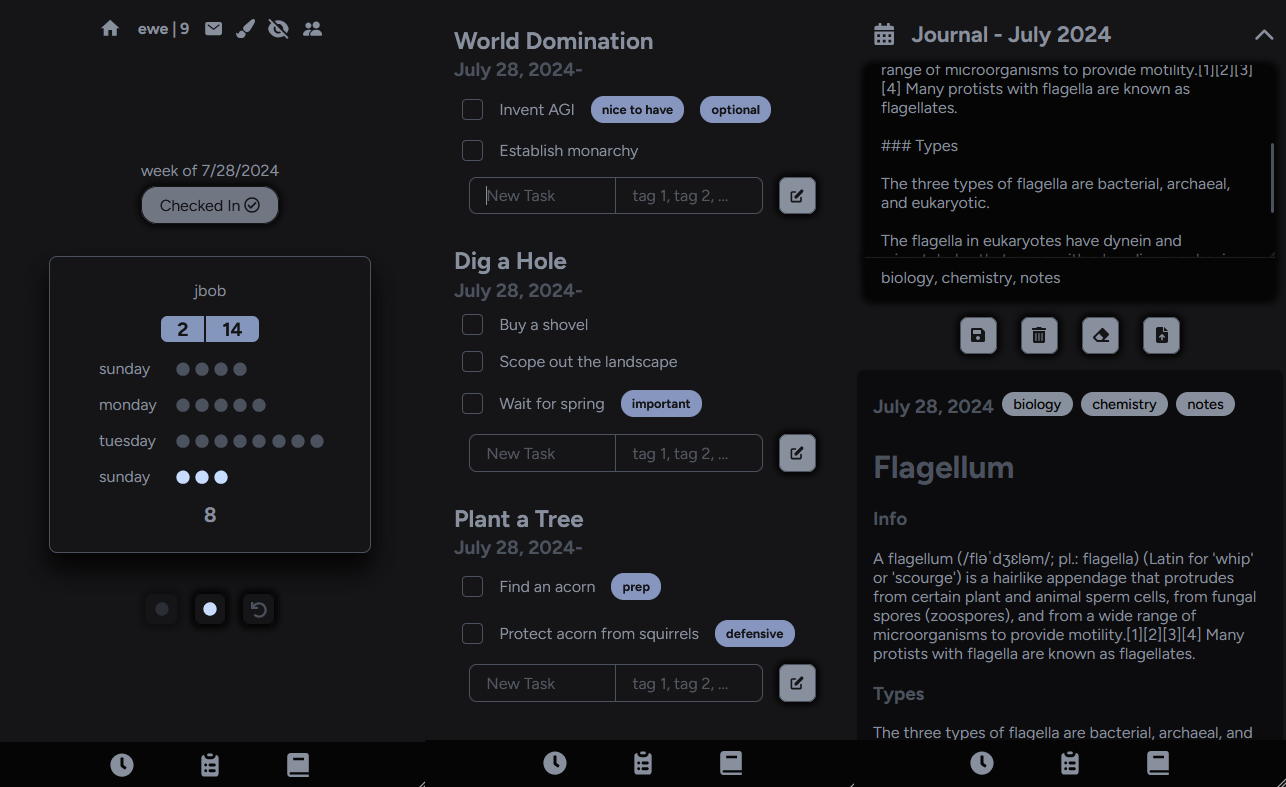 ewe | 9
week of 7/28/2024
Checked In
jbob
2 14
sunday
monday
tuesday
sunday
8
World Domination
July 28, 2024-
Invent AGI nice to have optional
Establish monarchy
New Task tag 1, tag 2, ...
Dig a Hole
July 28, 2024-
Buy a shovel
Scope out the landscape
Wait for spring important
New Task tag 1, tag 2, ...
Plant a Tree
July 28, 2024-
Find an acorn prep
Protect acorn from squirrels defensive
New Task tag 1, tag 2, ...
Journal - July 2024
range of microorganisms to provide motility.[1][2][3]
[4] Many protists with flagella are known as
flagellates.
### Types
The three types of flagella are bacterial, archaeal,
and eukaryotic.
The flagella in eukaryotes have dynein and
biology, chemistry, notes
July 28, 2024 biology chemistry notes
Flagellum
Info
A flagellum (/fləˈdʒɛləm/; pl.: flagella) (Latin for 'whip'
or 'scourge') is a hairlike appendage that protrudes
from certain plant and animal sperm cells, from fungal
spores (zoospores), and from a wide range of
microorganisms to provide motility.[1][2][3][4] Many
protists with flagella are known as flagellates.
Types
The three types of flagella are bacterial, archaeal, and